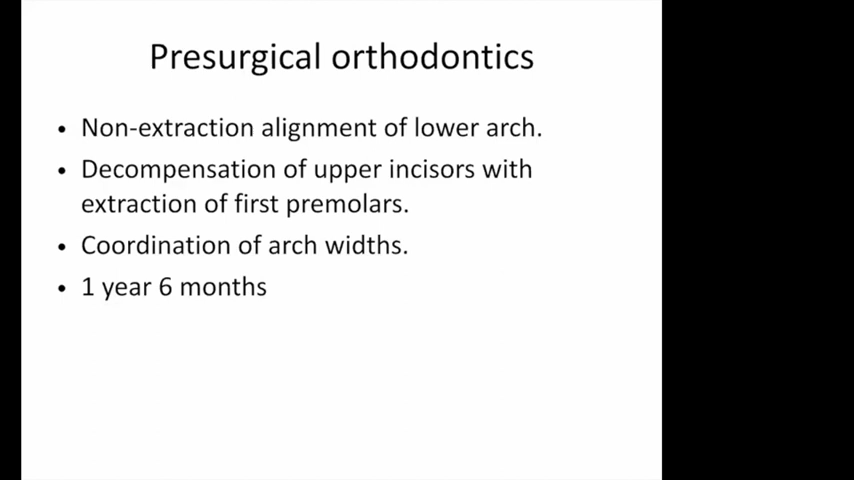 Presurgical orthodontics
• Non-extraction alignment of lower arch.
• Decompensation of upper incisors with
extraction of first premolars.
• Coordination of arch widths.
• 1 year 6 months